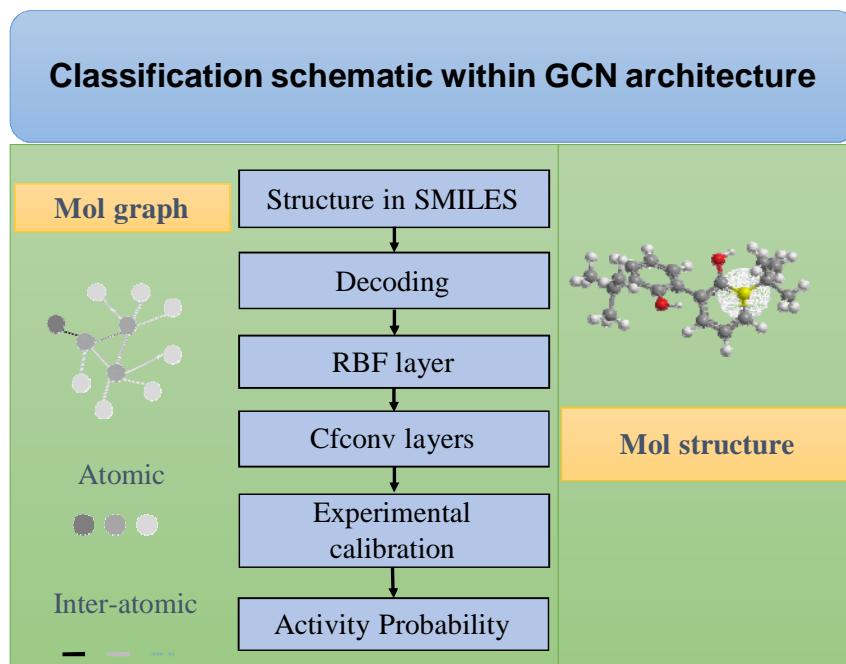 Classification schematic within GCN architecture
Mol graph
Structure in SMILES
Decoding
RBF layer
Cfconv layers
Experimental
calibration
Activity Probability
Atomic
Inter-atomic
Mol structure